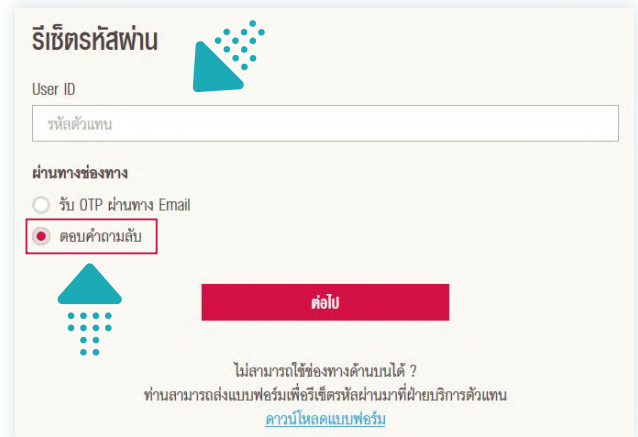 รีเซ็ตรหัสผ่าน
User ID
รหัสตัวแทน
ผ่านทางช่องทาง
รับ OTP ผ่านทาง Email
ตอบคำถามลับ
ต่อไป
ไม่สามารถใช้ช่องทางด้านบนได้ ?
ท่านสามารถส่งแบบฟอร์มเพื่อรีเซ็ตรหัสผ่านมาที่ฝ่ายบริการตัวแทน
ดาวน์โหลดแบบฟอร์ม